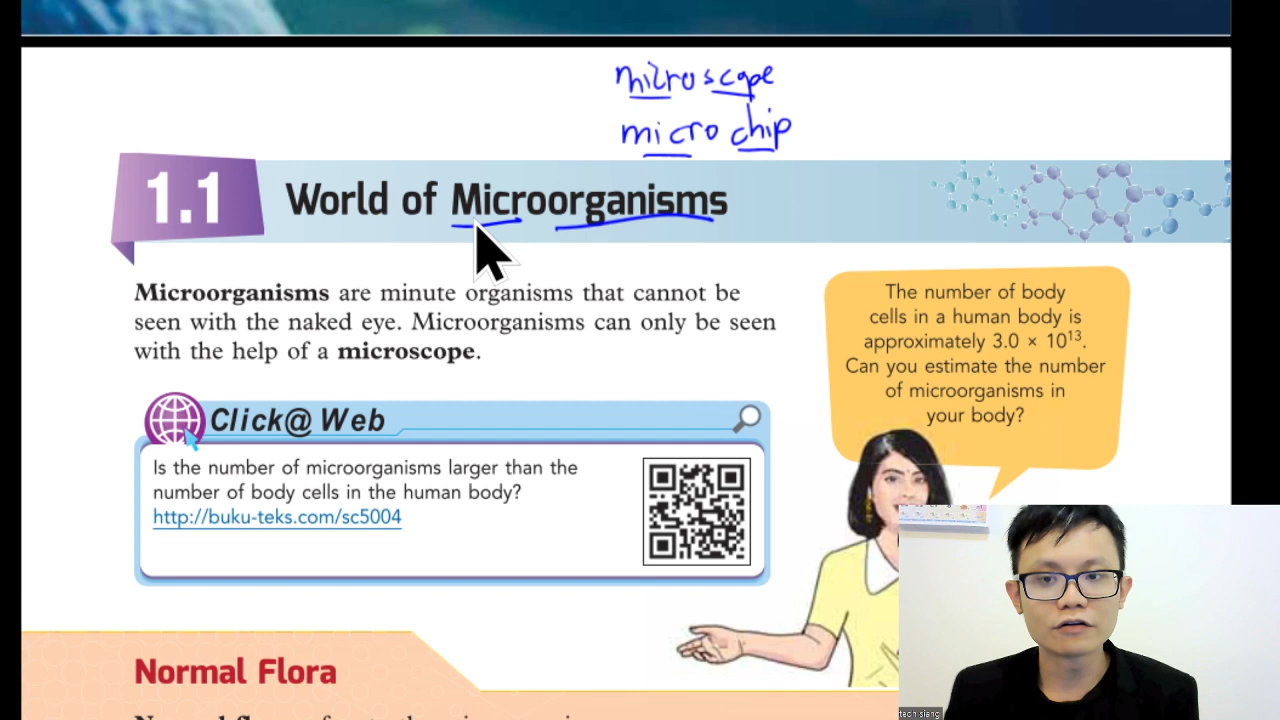 microscope
microchip
1.1 World of Microorganisms
Microorganisms are minute organisms that cannot be
seen with the naked eye. Microorganisms can only be seen
with the help of a microscope.
The number of body
cells in a human body is
approximately 3.0 × 10¹³.
Can you estimate the number
of microorganisms in
your body?
Click@Web
Is the number of microorganisms larger than the
number of body cells in the human body?
http://buku-teks.com/sc5004
Normal Flora